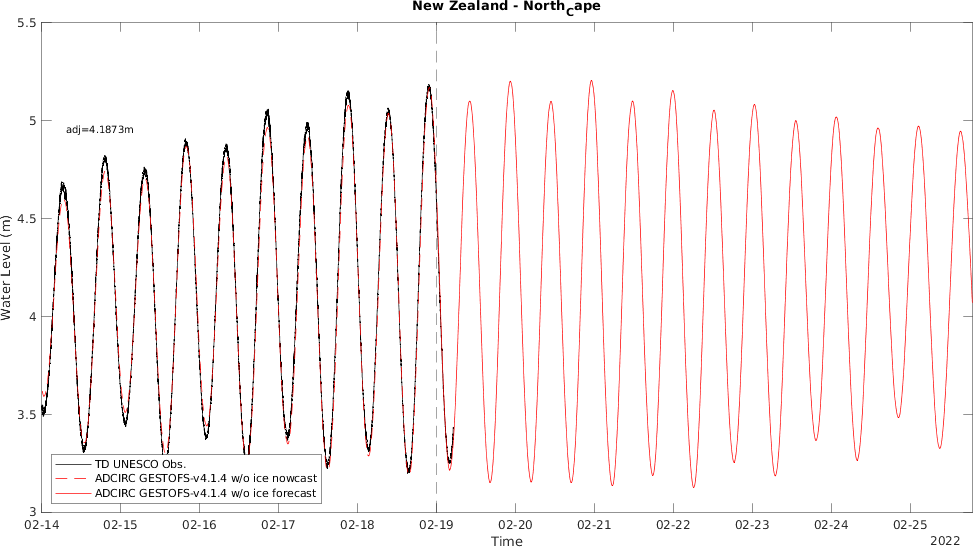 New Zealand - NorthCape
5.5
5
4.5
4
3.5
3
Water Level (m)
adj=4.1873m
TD UNESCO Obs.
ADCIRC GESTOFS-v4.1.4 w/o ice nowcast
ADCIRC GESTOFS-v4.1.4 w/o ice forecast
02-14 02-15 02-16 02-17 02-18 02-19 02-20 02-21 02-22 02-23 02-24 02-25
Time
2022